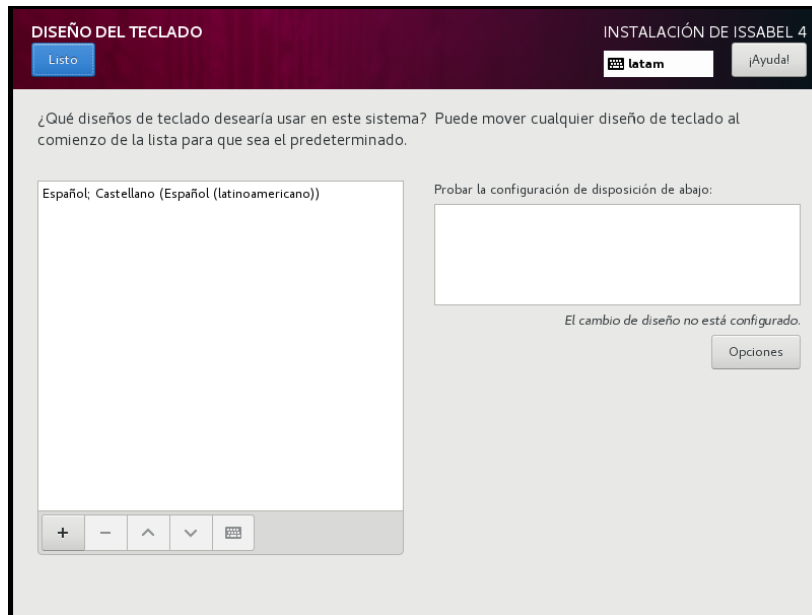 DISEÑO DEL TECLADO
INSTALACIÓN DE ISSABEL 4
Listo
latam
¡Ayuda!
¿Qué diseños de teclado desearía usar en este sistema? Puede mover cualquier diseño de teclado al
comienzo de la lista para que sea el predeterminado.
Español; Castellano (Español (latinoamericano))
Probar la configuración de disposición de abajo:
El cambio de diseño no está configurado.
Opciones